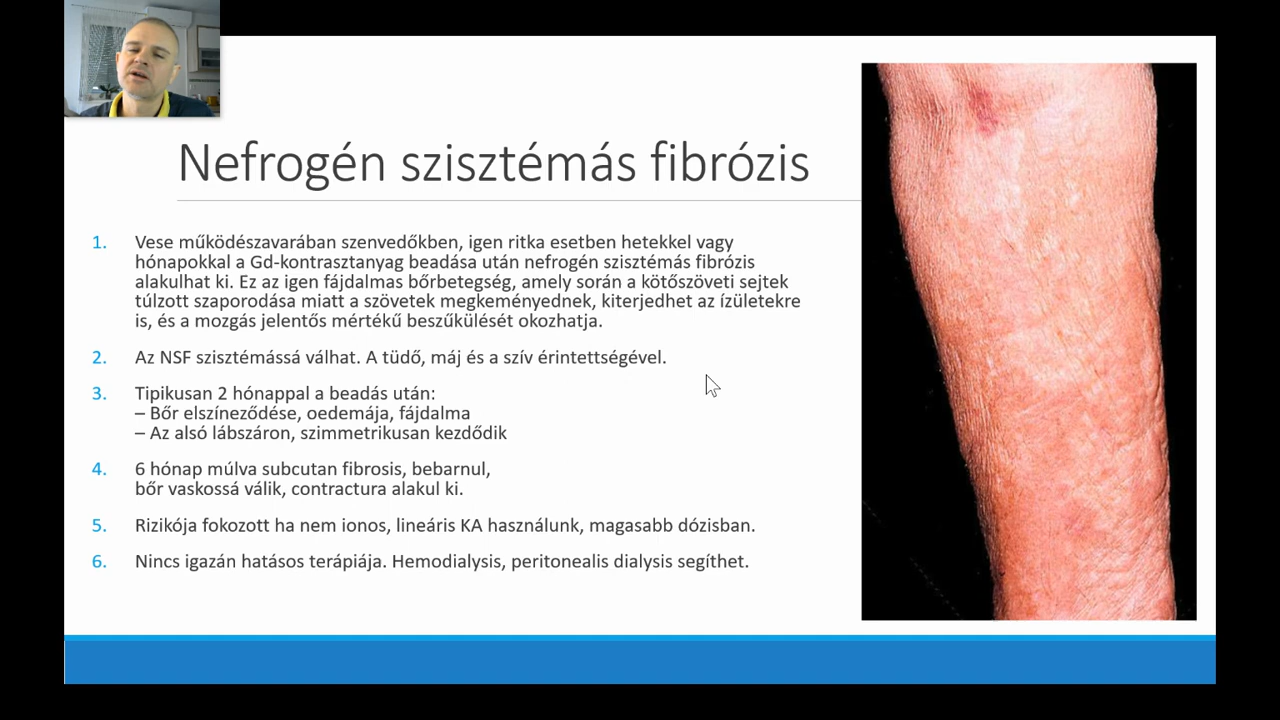 Nefrogén szisztémás fibrózis
1. Vese működészavarában szenvedőkben, igen ritka esetben hetekkel vagy
hónapokkal a Gd-kontrasztanyag beadása után nefrogén szisztémás fibrózis
alakulhat ki. Ez az igen fájdalmas bőrbetegség, amely során a kötőszöveti sejtek
túlzott szaporodása miatt a szövetek megkeményednek, kiterjedhet az ízületekre
is, és a mozgás jelentős mértékű beszűkülését okozhatja.
2. Az NSF szisztémássá válhat. A tüdő, máj és a szív érintettségével.
3. Tipikusan 2 hónappal a beadás után:
– Bőr elszíneződése, oedemája, fájdalma
– Az alsó lábszáron, szimmetrikusan kezdődik
4. 6 hónap múlva subcutan fibrosis, bebarnul,
bőr vaskossá válik, contractura alakul ki.
5. Rizikója fokozott ha nem ionos, lineáris KA használunk, magasabb dózisban.
6. Nincs igazán hatásos terápiája. Hemodialysis, peritonealis dialysis segíthet.